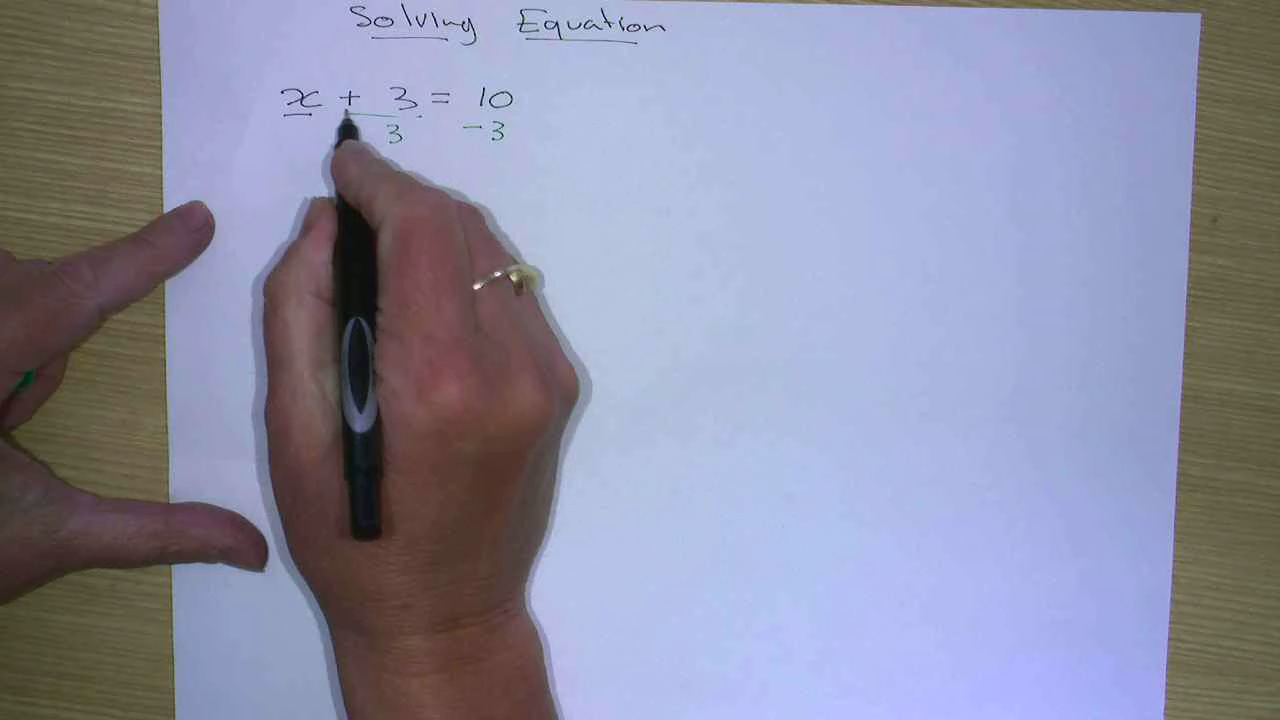 Solving Equation
x + 3 = 10
3 -3